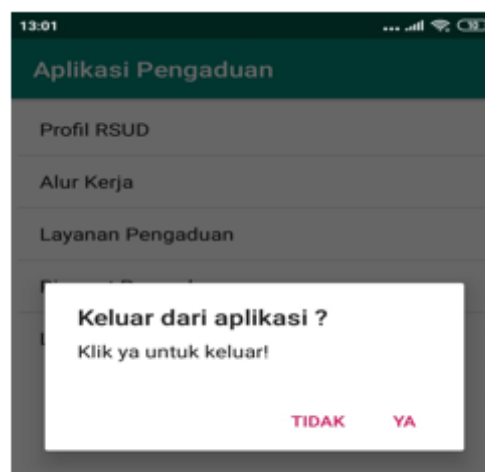 13:01
Aplikasi Pengaduan
Profil RSUD
Alur Kerja
Layanan Pengaduan
Keluar dari aplikasi ?
Klik ya untuk keluar!
TIDAK YA